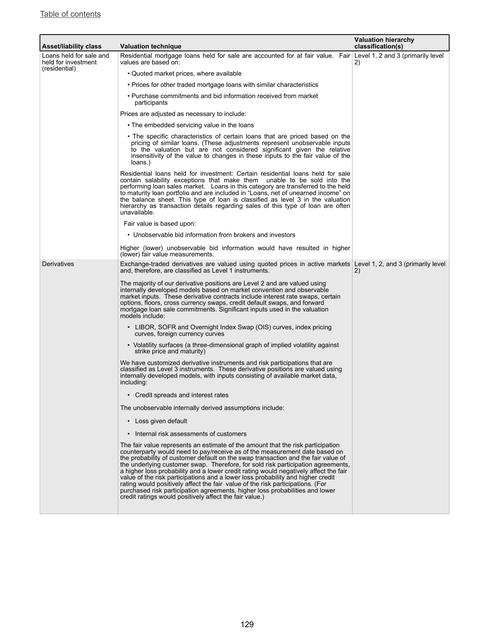 Table of contents
Asset/liability class
Valuation technique
Valuation hierarchy
classification(s)
Loans held for sale and
held for investment
(residential)
Residential mortgage loans held for sale are accounted for at fair value. Fair
values are based on:
Level 1, 2 and 3 (primarily level
2)
• Quoted market prices, where available
• Prices for other traded mortgage loans with similar characteristics
• Purchase commitments and bid information received from market
participants
Prices are adjusted as necessary to include:
• The embedded servicing value in the loans
• The specific characteristics of certain loans that are priced based on the
pricing of similar loans. (These adjustments represent unobservable inputs
to the valuation but are not considered significant given the relative
insensitivity of the value to changes in these inputs to the fair value of the
loans.)
Residential loans held for investment: Certain residential loans held for sale
contain salability exceptions that make them unable to be sold into the
performing loan sales market. Loans in this category are transferred to the held
to maturity loan portfolio and are included in "Loans, net of unearned income" on
the balance sheet. This type of loan is classified as level 3 in the valuation
hierarchy as transaction details regarding sales of this type of loan are often
unavailable.
Fair value is based upon:
• Unobservable bid information from brokers and investors
Higher (lower) unobservable bid information would have resulted in higher
(lower) fair value measurements.
Derivatives
Exchange-traded derivatives are valued using quoted prices in active markets
and, therefore, are classified as Level 1 instruments.
Level 1, 2, and 3 (primarily level
2)
The majority of our derivative positions are Level 2 and are valued using
internally developed models based on market convention and observable
market inputs. These derivative contracts include interest rate swaps, certain
options, floors, cross currency swaps, credit default swaps, and forward
mortgage loan sale commitments. Significant inputs used in the valuation
models include:
• LIBOR, SOFR and Overnight Index Swap (OIS) curves, index pricing
curves, foreign currency curves
• Volatility surfaces (a three-dimensional graph of implied volatility against
strike price and maturity)
We have customized derivative instruments and risk participations that are
classified as Level 3 instruments. These derivative positions are valued using
internally developed models, with inputs consisting of available market data,
including:
• Credit spreads and interest rates
The unobservable internally derived assumptions include:
• Loss given default
• Internal risk assessments of customers
The fair value represents an estimate of the amount that the risk participation
counterparty would need to pay/receive as of the measurement date based on
the probability of customer default on the swap transaction and the fair value of
the underlying customer swap. Therefore, for sold risk participation agreements,
a higher loss probability and a lower credit rating would negatively affect the fair
value of the risk participations and a lower loss probability and higher credit
rating would positively affect the fair value of the risk participations. (For
purchased risk participation agreements, higher loss probabilities and lower
credit ratings would positively affect the fair value.)
129